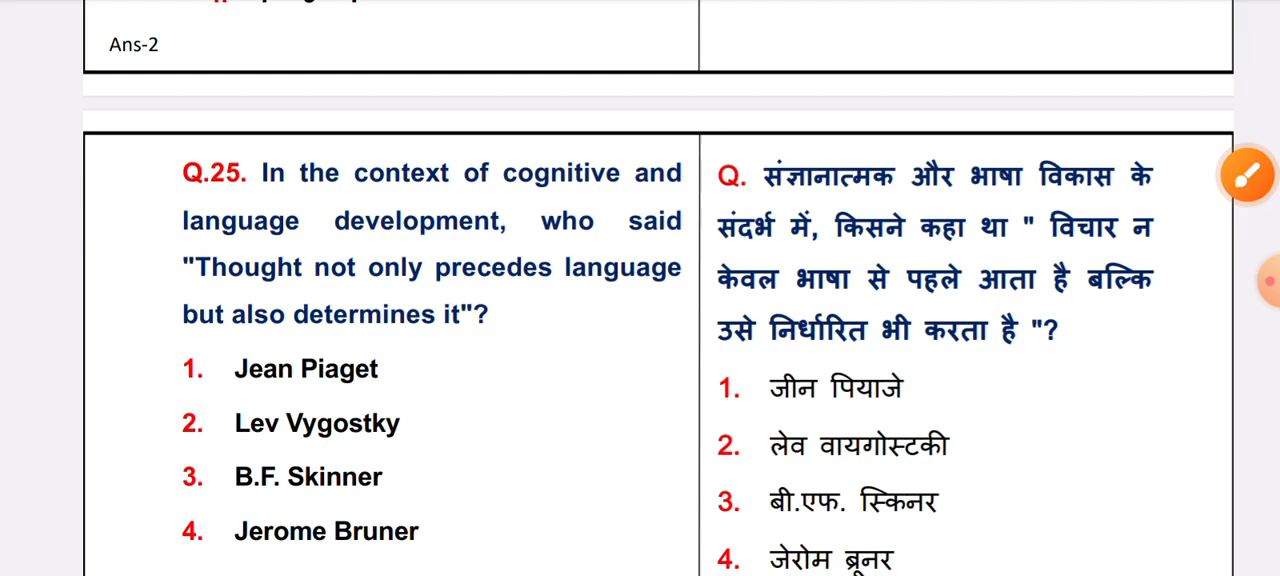 Ans-2
Q.25. In the context of cognitive and
language development, who said
"Thought not only precedes language
but also determines it"?
1. Jean Piaget
2. Lev Vygostky
3. B.F. Skinner
4. Jerome Bruner
Q. संज्ञानात्मक और भाषा विकास के
संदर्भ में, किसने कहा था " विचार न
केवल भाषा से पहले आता है बल्कि
उसे निर्धारित भी करता है "?
1. जीन पियाजे
2. लेव वायगोस्टकी
3. बी.एफ. स्किनर
4. जेरोम ब्रूनर